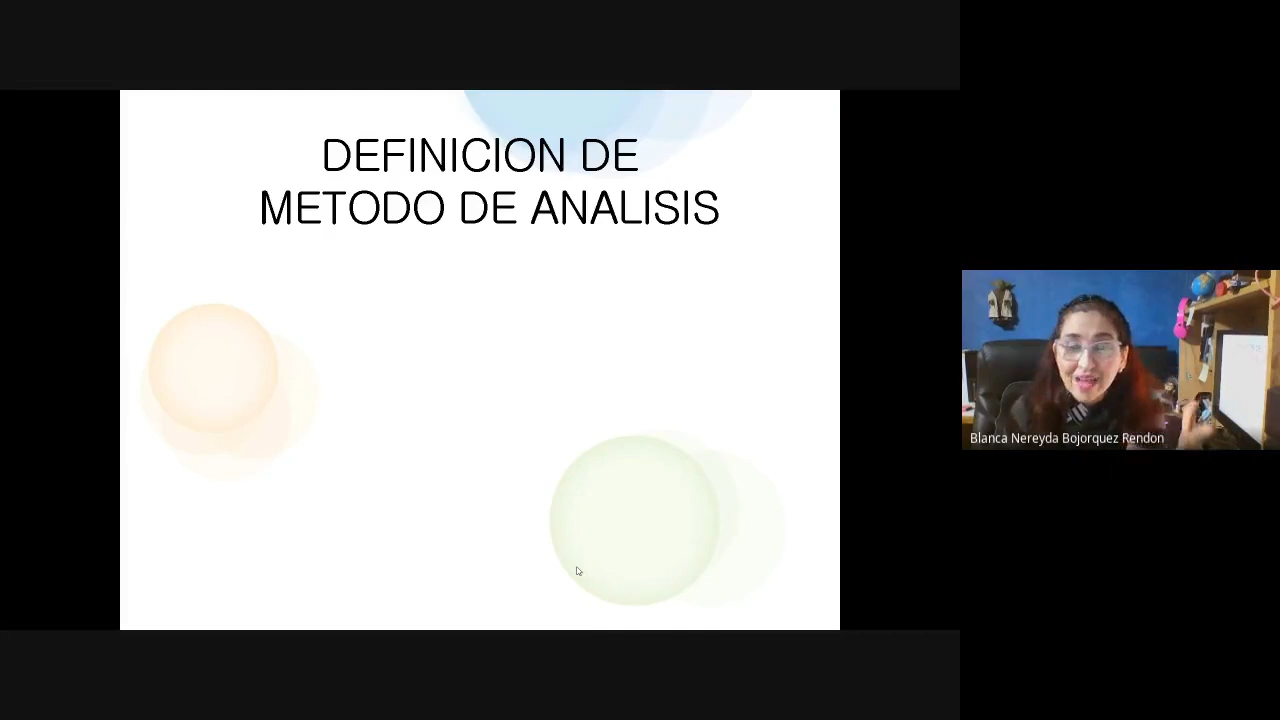 DEFINICION DE
METODO DE ANALISIS
Blanca Nereyda Bojorquez Rendon